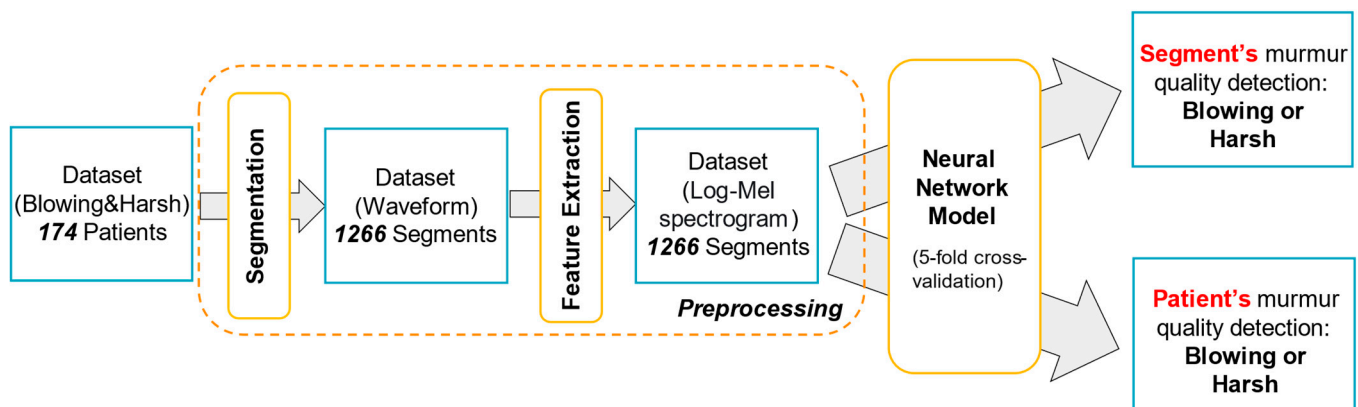 Dataset
(Blowing&Harsh)
174 Patients
Segmentation
Dataset
(Waveform)
1266 Segments
Feature Extraction
Dataset
(Log-Mel
spectrogram)
1266 Segments
Preprocessing
Neural
Network
Model
(5-fold cross-
validation)
Segment's murmur
quality detection:
Blowing or
Harsh
Patient's murmur
quality detection:
Blowing or
Harsh